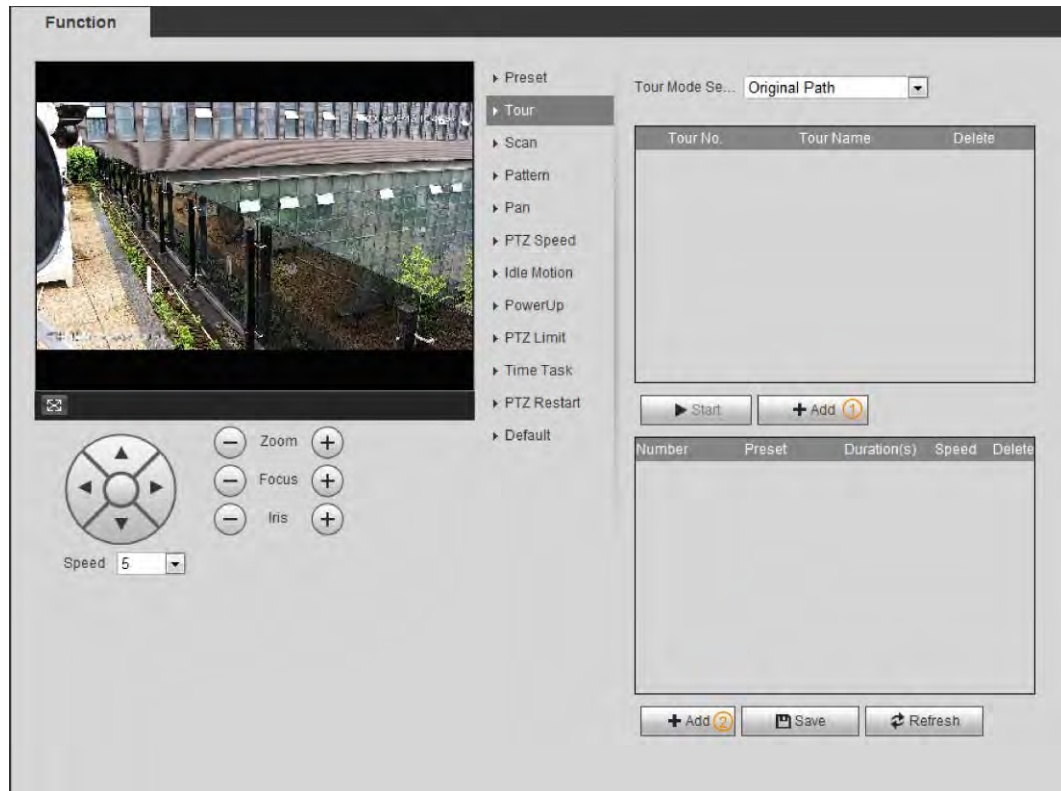 Function
Preset
Tour
Scan
Pattern
Pan
PTZ Speed
Idle Motion
PowerUp
PTZ Limit
Time Task
PTZ Restart
Default
Zoom
Focus
Iris
Speed 5
Tour Mode Se... Original Path
Tour No. Tour Name Delete
Start Add 1
Number Preset Duration(s) Speed Delete
Add 2 Save Refresh